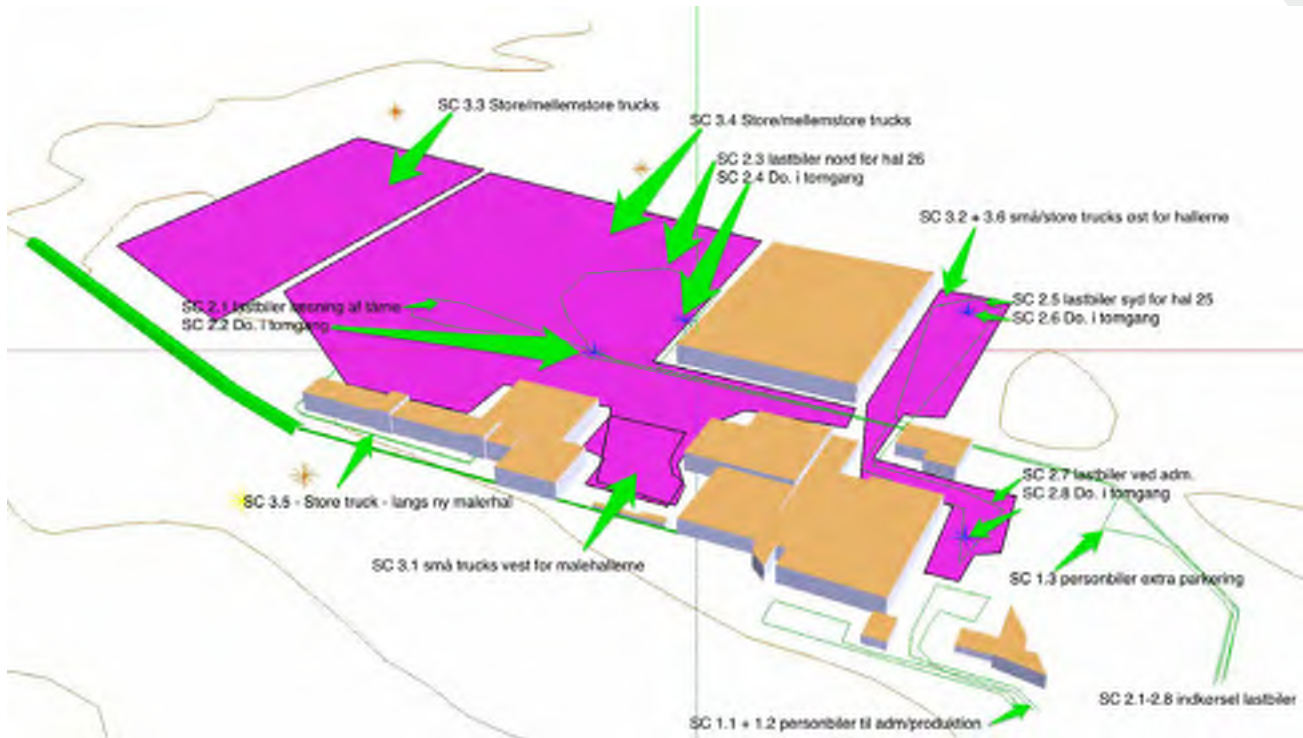 SC 3.3 Store/mellemstore trucks
SC 3.4 Store/mellemstore trucks
SC 2.3 lastbiler nord for hal 26
SC 2.4 Do. i tomgang
SC 3.2 + 3.6 små/store trucks øst for hallerne
SC 2.1 lastbiler læsning af tårne
SC 2.2 Do. i tomgang
SC 2.5 lastbiler syd for hal 25
SC 2.6 Do. i tomgang
SC 2.7 lastbiler ved adm.
SC 2.8 Do. i tomgang
SC 3.5 - Store truck - langs ny malerhal
SC 3.1 små trucks vest for malehallerne
SC 1.3 personbiler extra parkering
SC 2.1-2.8 indkørsel lastbiler
SC 1.1 + 1.2 personbiler til adm/produktion